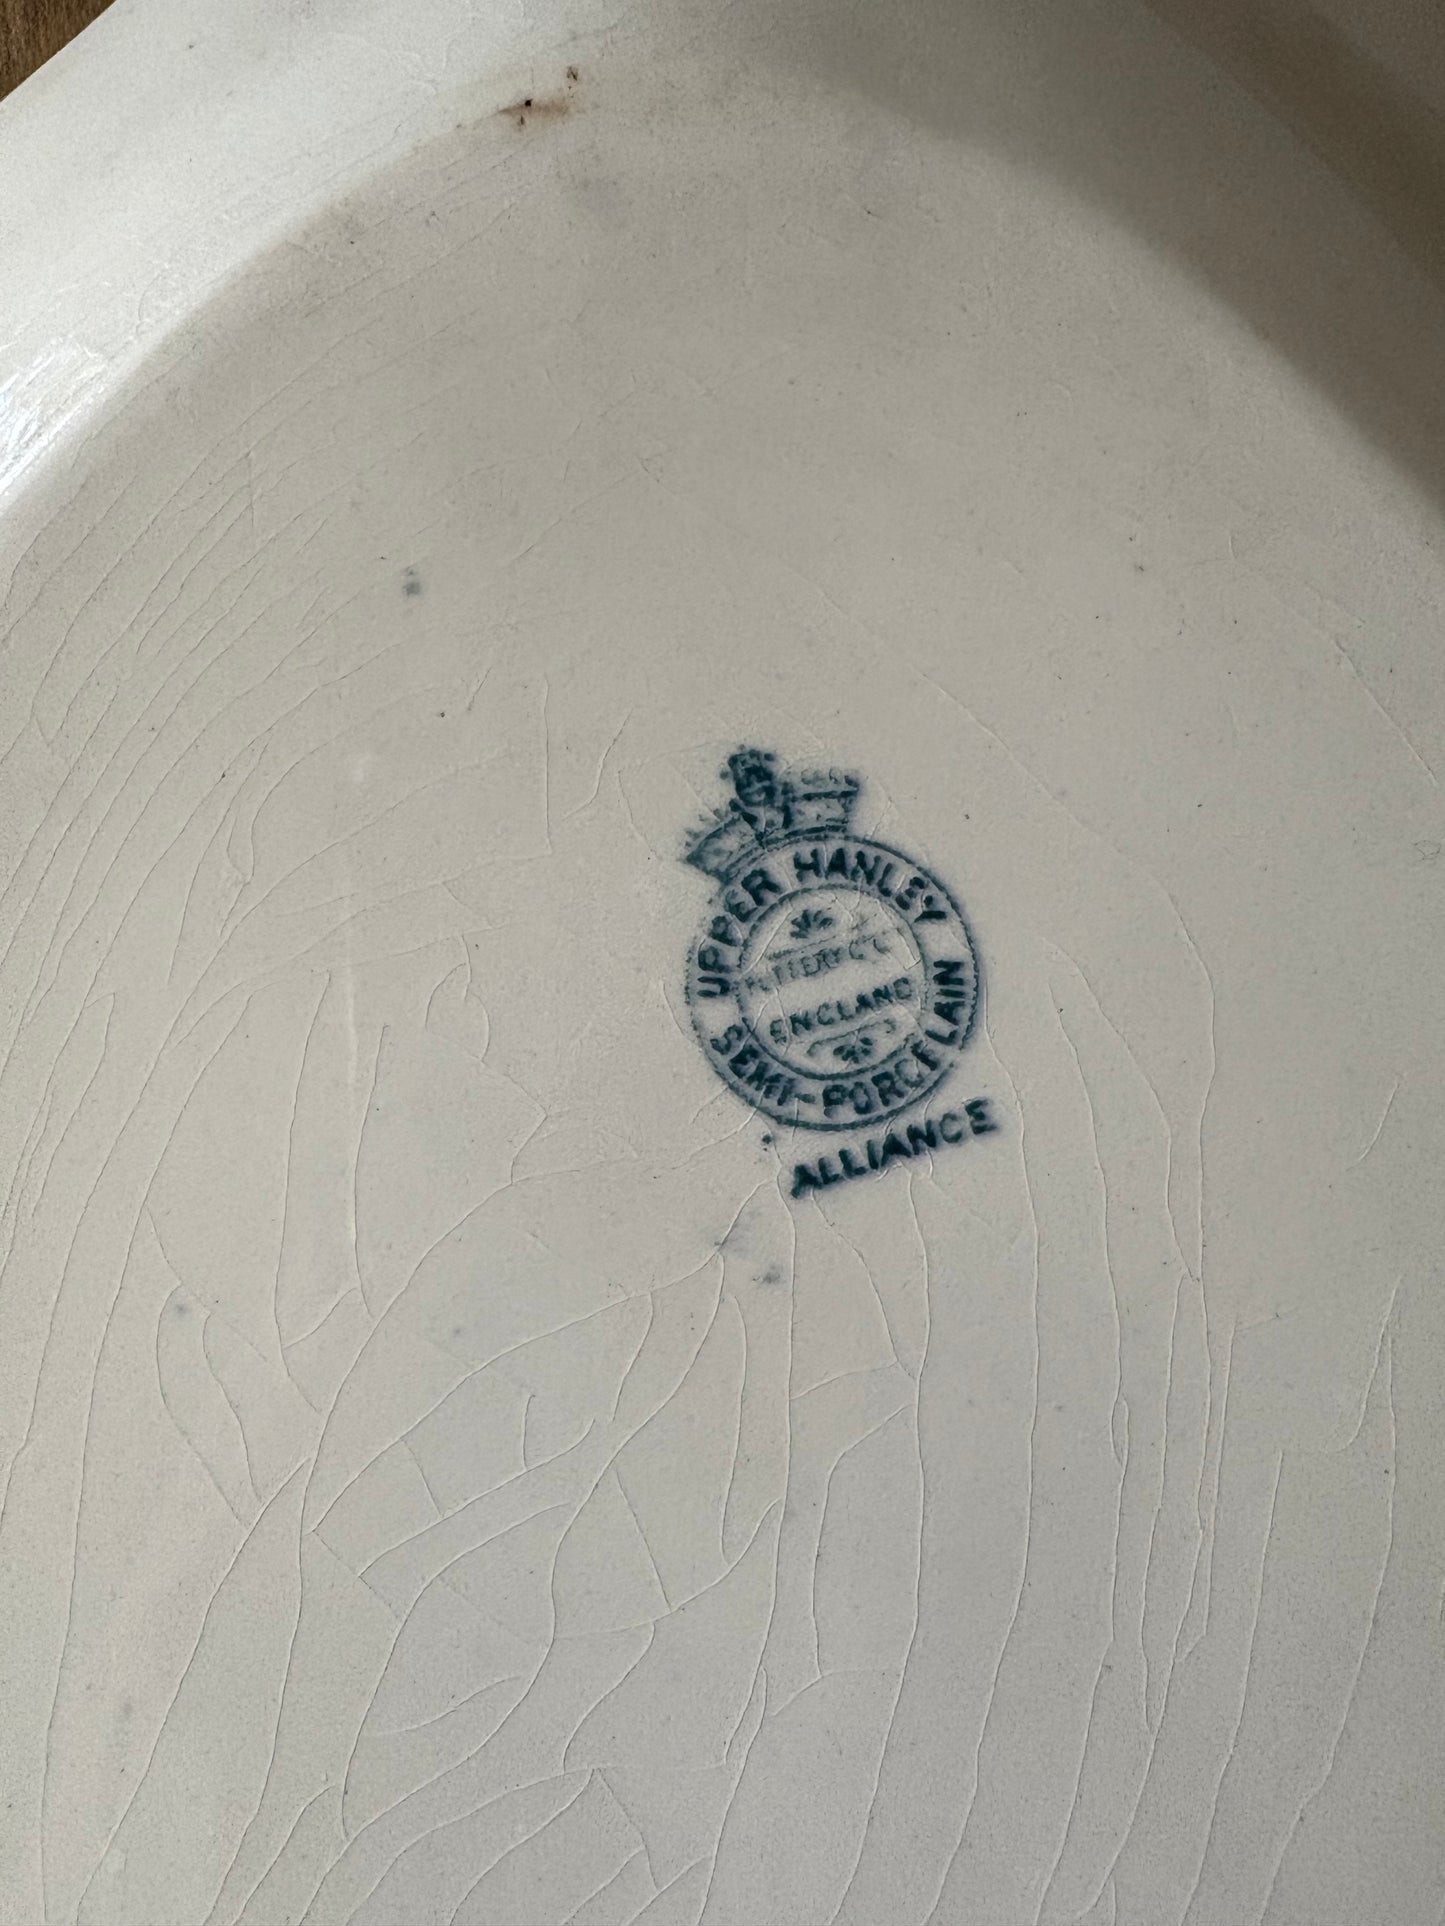 UPPER HANLEY
POTTERY CO
ENGLAND
SEMI-PORCELAIN
ALLIANCE